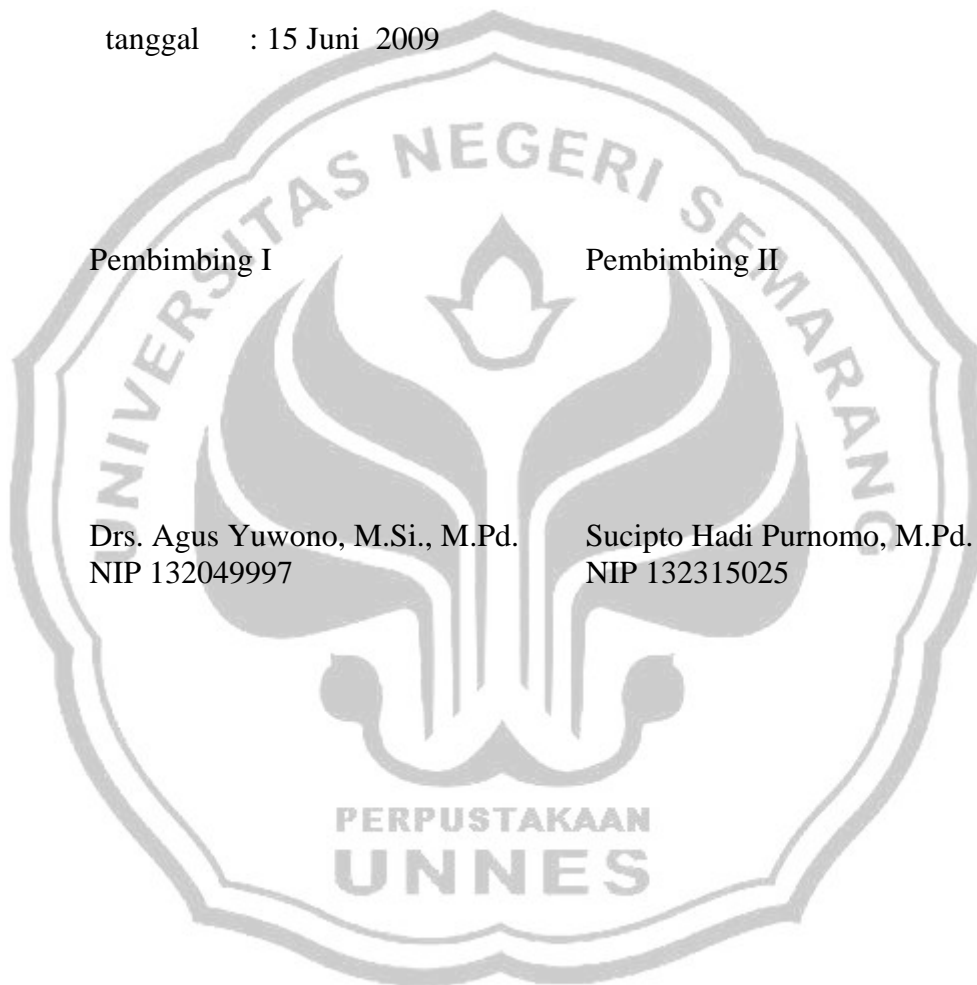 tanggal : 15 Juni 2009
UNIVERSITAS NEGERI SEMARANG
Pembimbing I Pembimbing II
Drs. Agus Yuwono, M.Si., M.Pd. Sucipto Hadi Purnomo, M.Pd.
NIP 132049997 NIP 132315025
PERPUSTAKAAN
UNNES